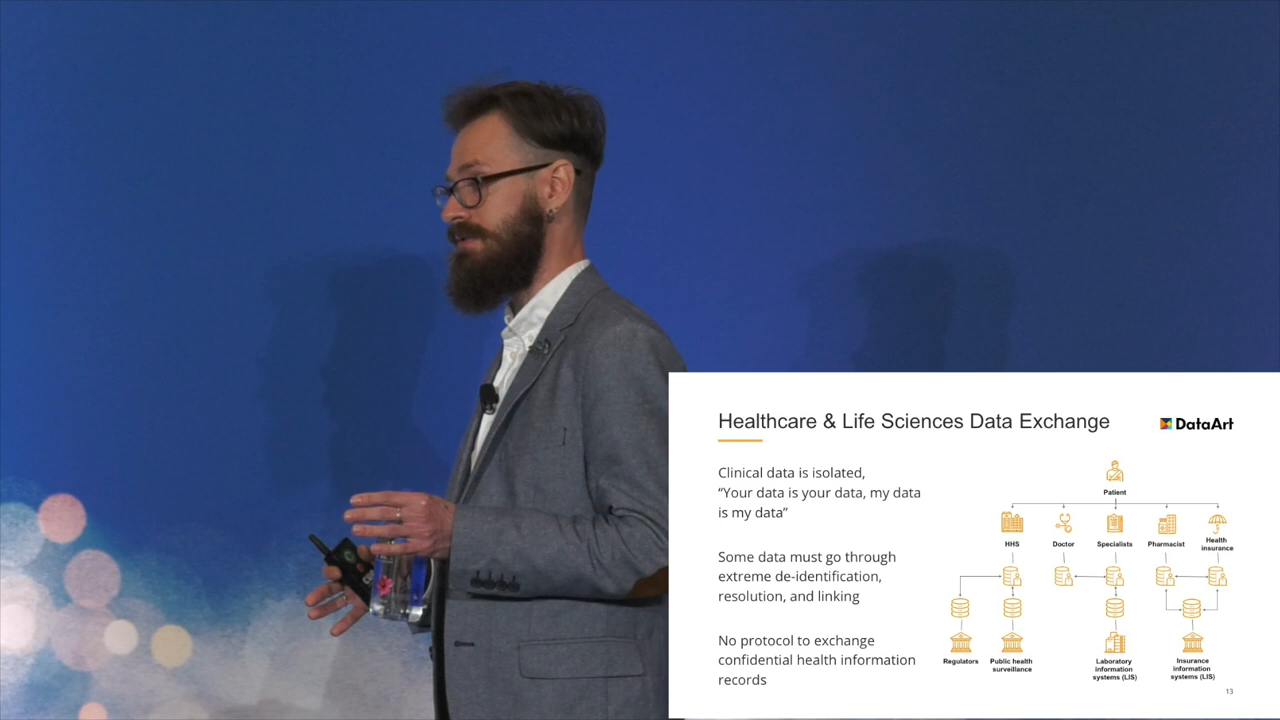 Healthcare & Life Sciences Data Exchange
DataArt
Clinical data is isolated,
“Your data is your data, my data
is my data”
Some data must go through
extreme de-identification,
resolution, and linking
No protocol to exchange
confidential health information
records
Patient
HHS
Doctor
Specialists
Pharmacist
Health
insurance
Regulators
Public health
surveillance
Laboratory
information
systems (LIS)
Insurance
information
systems (LIS)
13